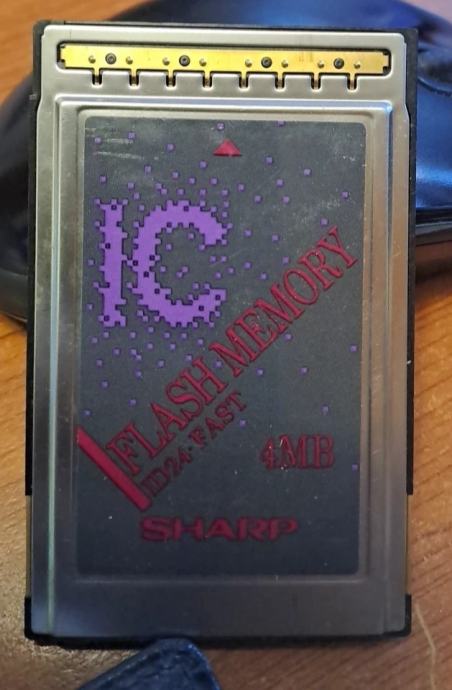 IC
FLASH MEMORY
ID24-FAST
4MB
SHARP